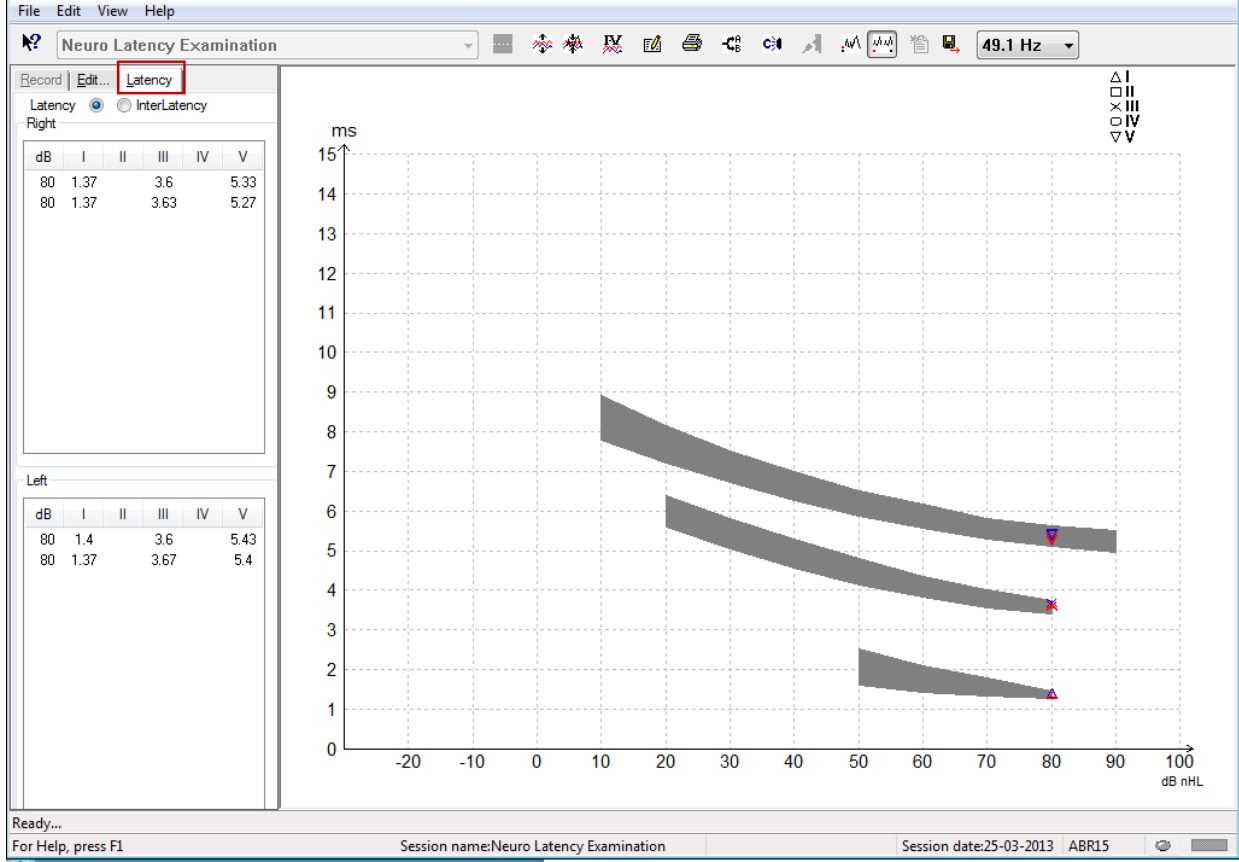 File Edit View Help
Neuro Latency Examination IV C A B 49.1 Hz
Record Edit... Latency
Latency InterLatency
Right
dB I II III IV V
80 1.37 3.6 5.33
80 1.37 3.63 5.27
Left
dB I II III IV V
80 1.4 3.6 5.43
80 1.37 3.67 5.4
I
II
III
IV
V
ms
15
14
13
12
11
10
9
8
7
6
5
4
3
2
1
0
-20 -10 0 10 20 30 40 50 60 70 80 90 100
dB nHL
Ready...
For Help, press F1 Session name:Neuro Latency Examination Session date:25-03-2013 ABR15